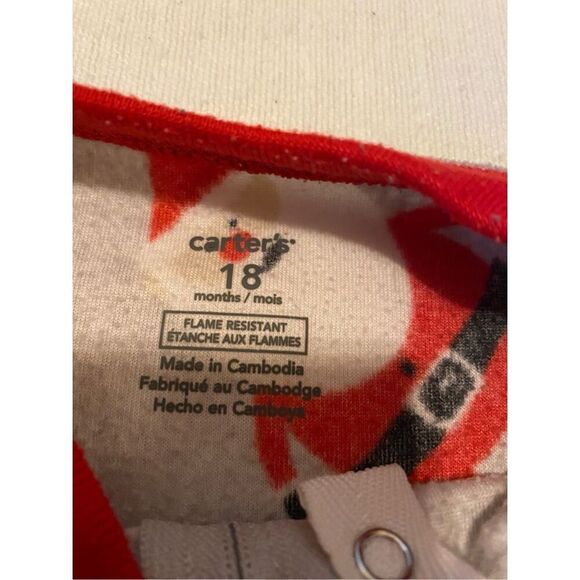 carter's
18
months / mois
FLAME RESISTANT
ÉTANCHE AUX FLAMMES
Made in Cambodia
Fabriqué au Cambodge
Hecho en Camboya